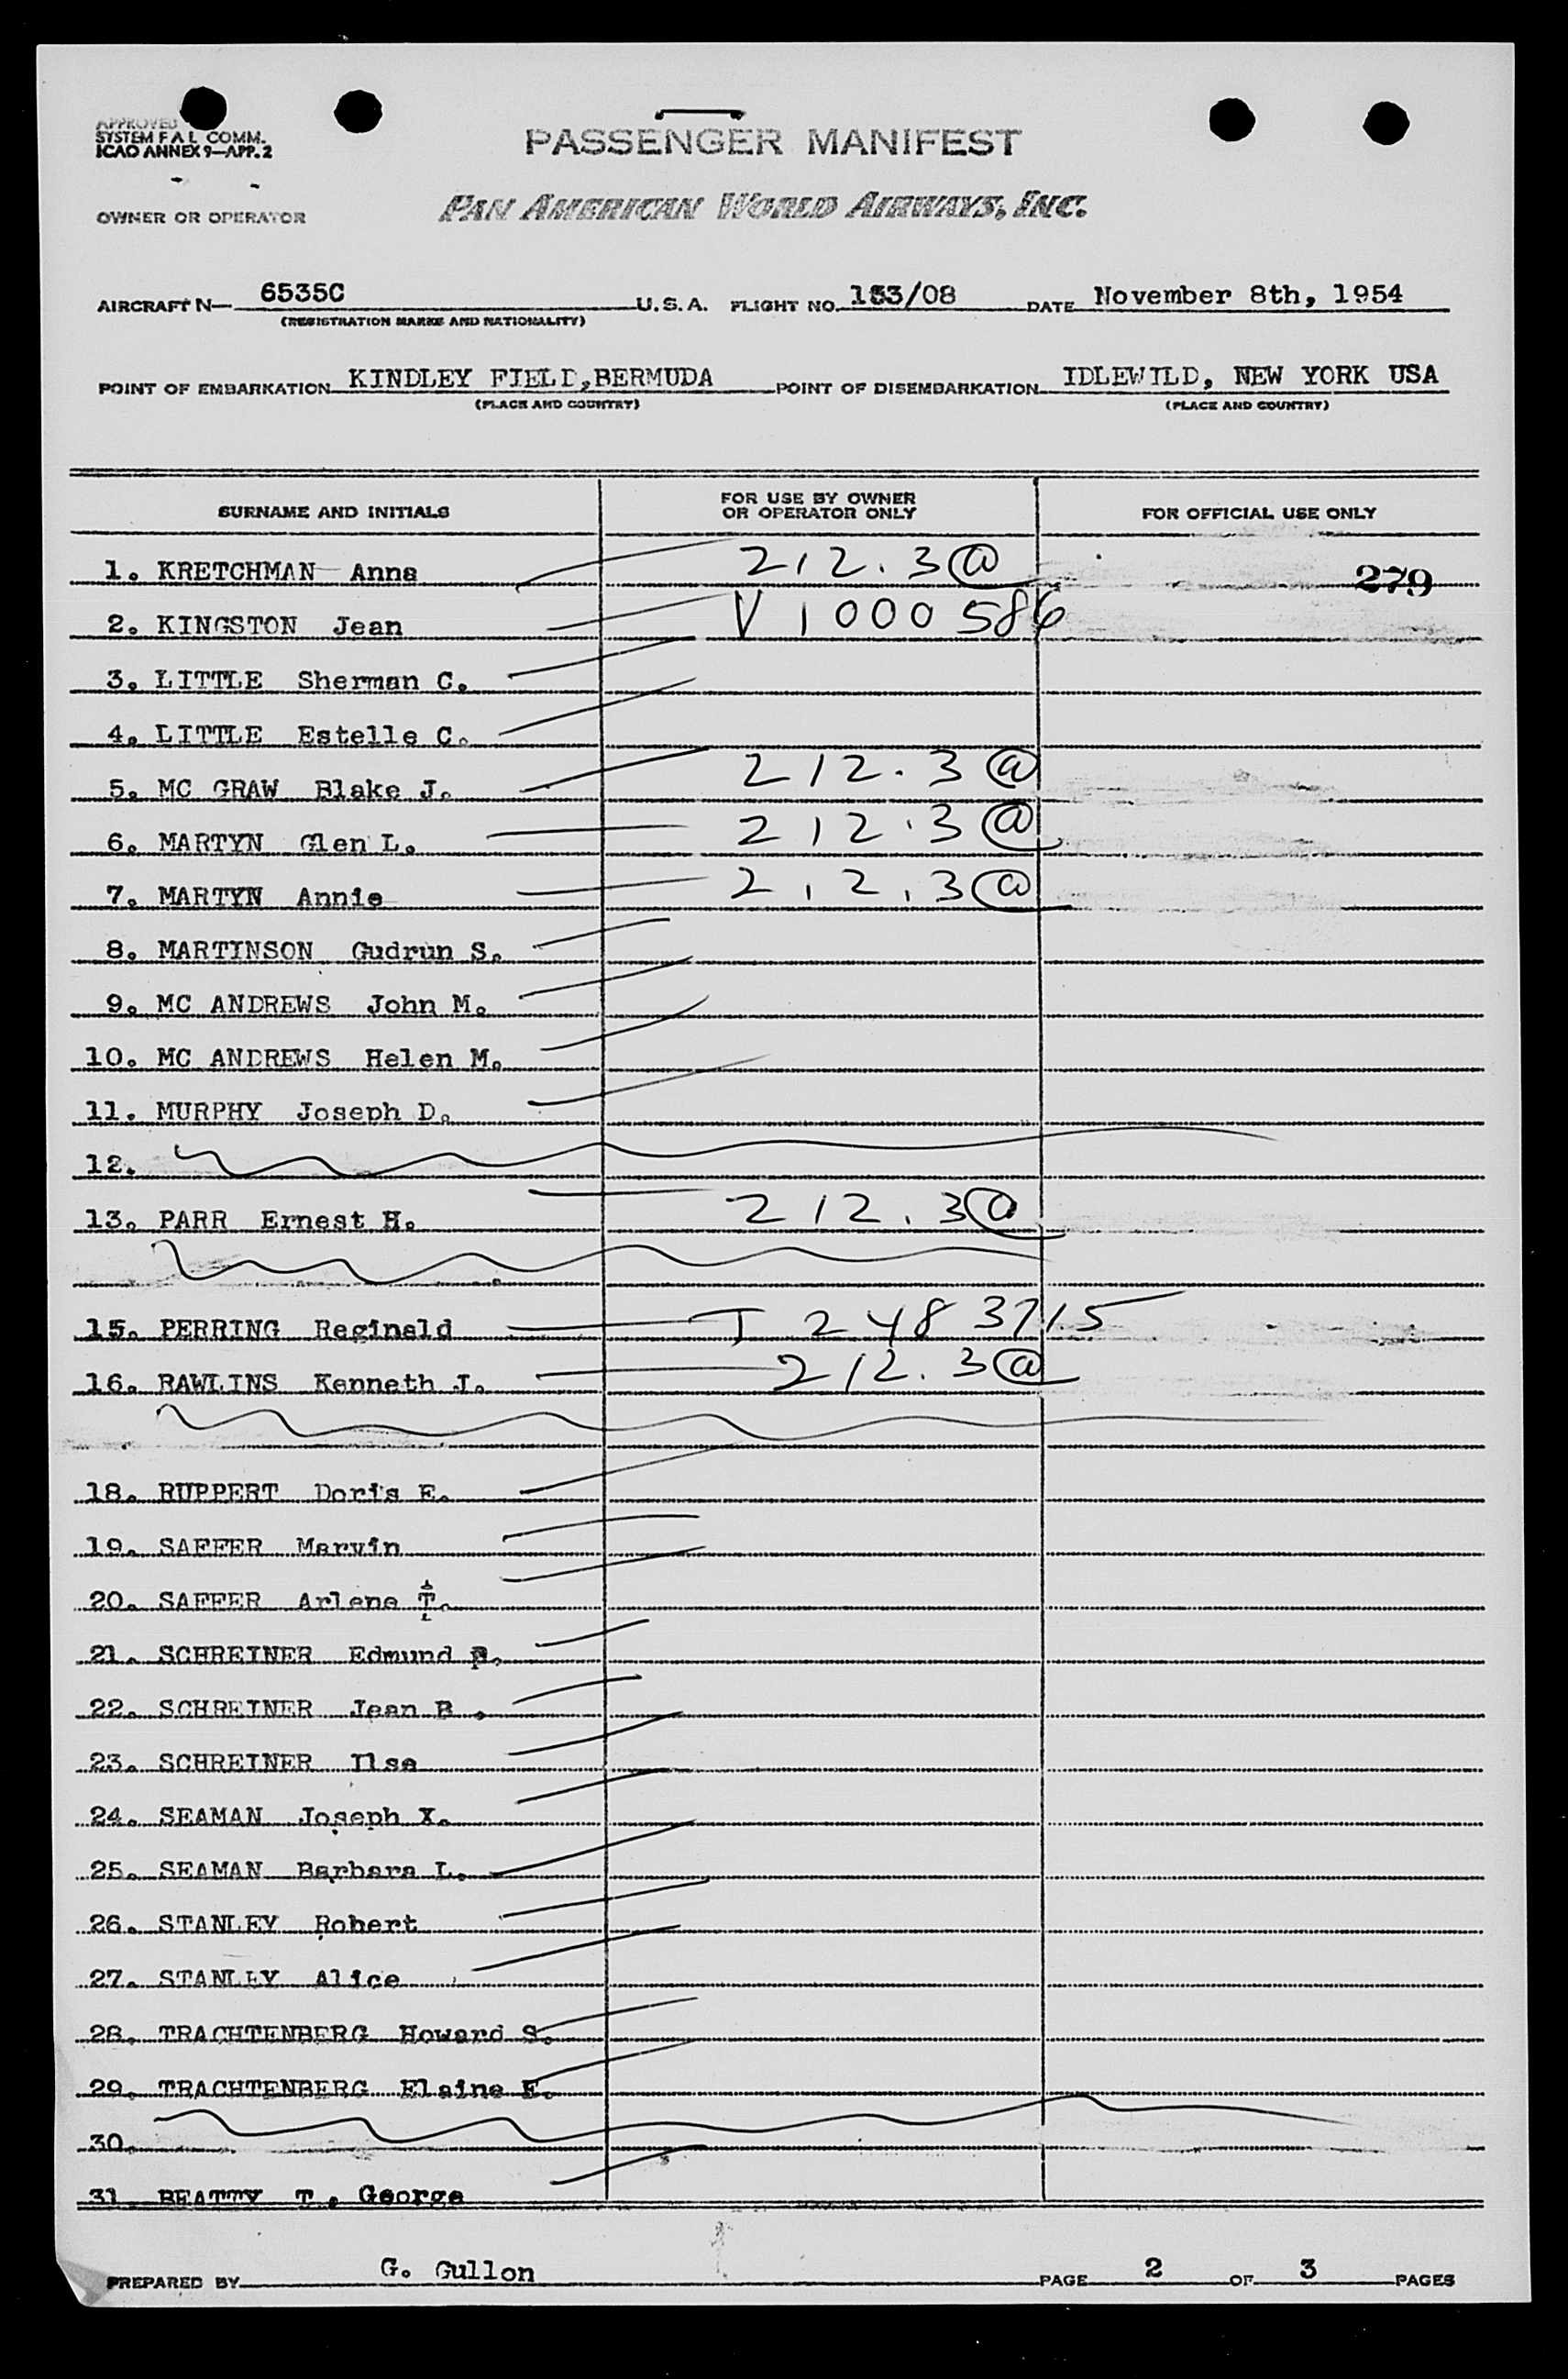 APPROVED
SYSTEM F A L COMM.
ICAO ANNEX 9—APP. 2
PASSENGER MANIFEST
OWNER OR OPERATOR PAN AMERICAN WORLD AIRWAYS, INC.
AIRCRAFT N— 6535C U. S. A. FLIGHT NO. 153/08 DATE November 8th, 1954
(REGISTRATION MARKS AND NATIONALITY)
POINT OF EMBARKATION KINDLEY FIELD,BERMUDA POINT OF DISEMBARKATION IDLEWILD, NEW YORK USA
(PLACE AND COUNTRY) (PLACE AND COUNTRY)
SURNAME AND INITIALS FOR USE BY OWNER OR OPERATOR ONLY FOR OFFICIAL USE ONLY
1. KRETCHMAN Anna 212.3@ 279
2. KINGSTON Jean V 1000 586
3. LITTLE Sherman C.
4. LITTLE Estelle C.
5. MC GRAW Blake J. 212.3@
6. MARTYN Glen L. 212.3@
7. MARTYN Annie 212.3@
8. MARTINSON Gudrun S.
9. MC ANDREWS John M.
10. MC ANDREWS Helen M.
11. MURPHY Joseph D.
12.
13. PARR Ernest H. 212.3@
15. PERRING Reginald T 2483715
16. RAWLINS Kenneth J. 212.3@
18. RUPPERT Doris E.
19. SAFFER Marvin
20. SAFFER Arlene
21. SCHREINER Edmund
22. SCHREINER Jean B.
23. SCHREINER Ilse
24. SEAMAN Joseph X.
25. SEAMAN Barbara L.
26. STANLEY Robert
27. STANLEY Alice
28. TRACHTENBERG Howard S.
29. TRACHTENBERG Elaine E.
30.
31 BEATTY T. George
PREPARED BY G. Gullon PAGE 2 OF 3 PAGES